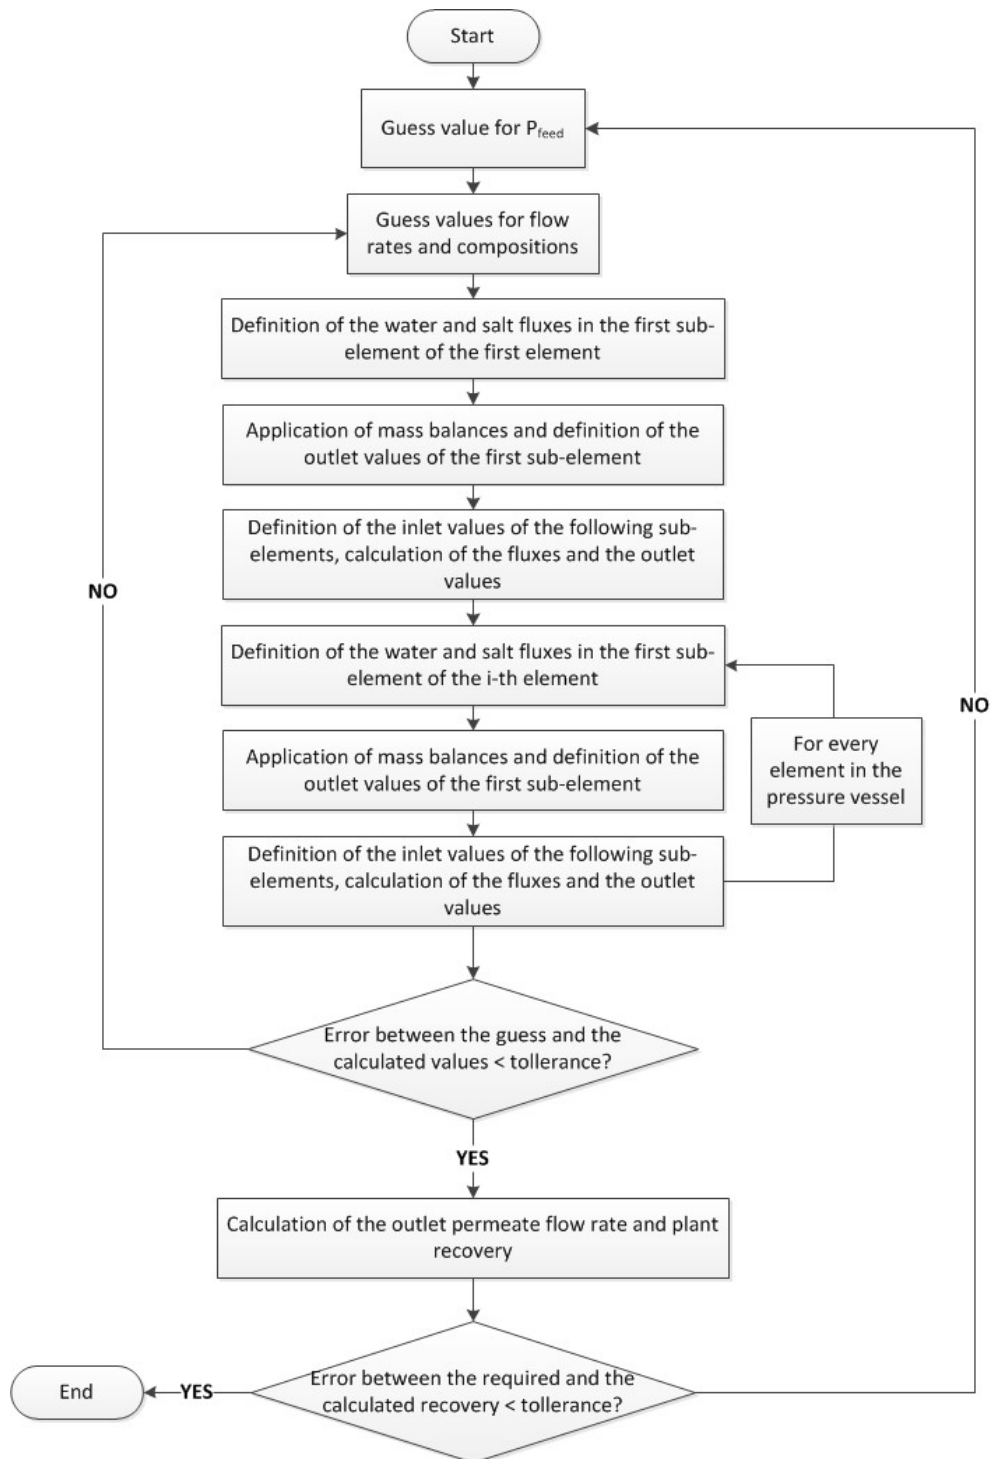 Start
Guess value for Pfeed
Guess values for flow
rates and compositions
Definition of the water and salt fluxes in the first sub-
element of the first element
Application of mass balances and definition of the
outlet values of the first sub-element
Definition of the inlet values of the following sub-
elements, calculation of the fluxes and the outlet
values
NO
Definition of the water and salt fluxes in the first sub-
element of the i-th element
NO
For every
element in the
pressure vessel
Application of mass balances and definition of the
outlet values of the first sub-element
Definition of the inlet values of the following sub-
elements, calculation of the fluxes and the outlet
values
Error between the guess and the
calculated values < tollerance?
YES
Calculation of the outlet permeate flow rate and plant
recovery
Error between the required and the
calculated recovery < tollerance?
YES
End